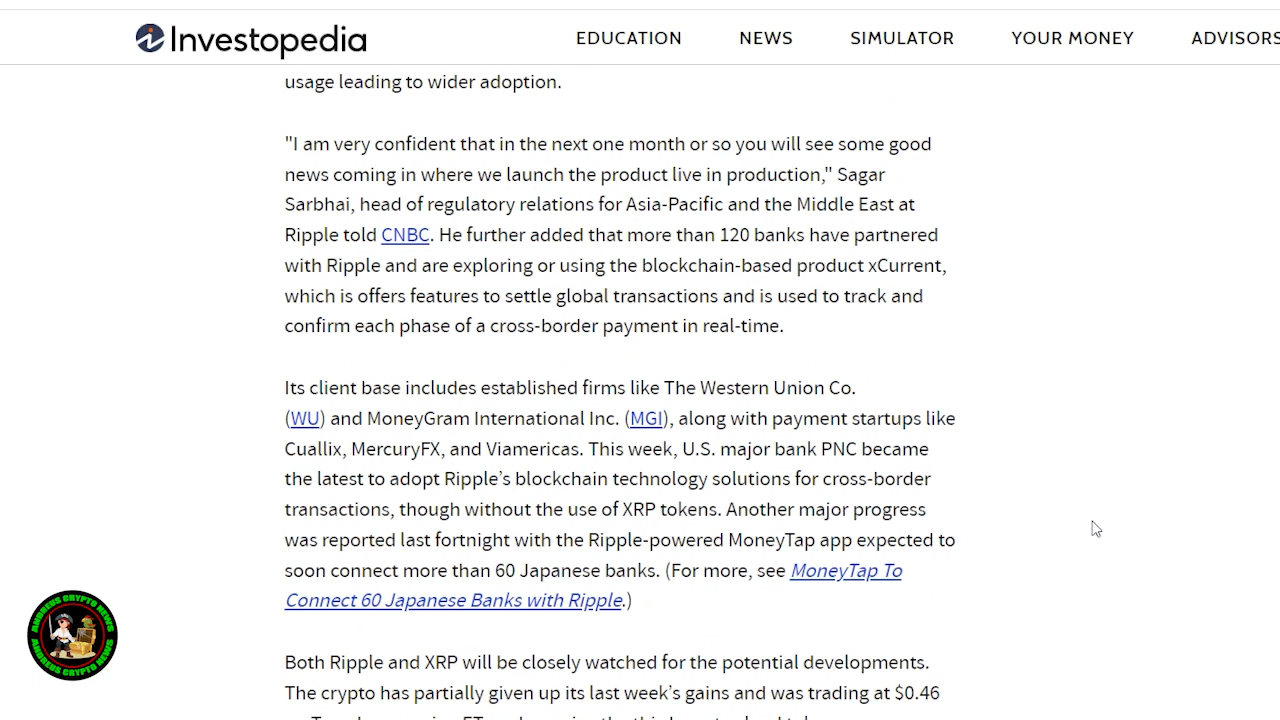 Investopedia
EDUCATION NEWS SIMULATOR YOUR MONEY ADVISORS
usage leading to wider adoption.
"I am very confident that in the next one month or so you will see some good
news coming in where we launch the product live in production," Sagar
Sarbhai, head of regulatory relations for Asia-Pacific and the Middle East at
Ripple told CNBC. He further added that more than 120 banks have partnered
with Ripple and are exploring or using the blockchain-based product xCurrent,
which is offers features to settle global transactions and is used to track and
confirm each phase of a cross-border payment in real-time.
Its client base includes established firms like The Western Union Co.
(WU) and MoneyGram International Inc. (MGI), along with payment startups like
Cuallix, MercuryFX, and Viamericas. This week, U.S. major bank PNC became
the latest to adopt Ripple’s blockchain technology solutions for cross-border
transactions, though without the use of XRP tokens. Another major progress
was reported last fortnight with the Ripple-powered MoneyTap app expected to
soon connect more than 60 Japanese banks. (For more, see MoneyTap To
Connect 60 Japanese Banks with Ripple.)
ANDREUS CRYPTO NEWS
ANDREUS CRYPTO NEWS
Both Ripple and XRP will be closely watched for the potential developments.
The crypto has partially given up its last week’s gains and was trading at $0.46